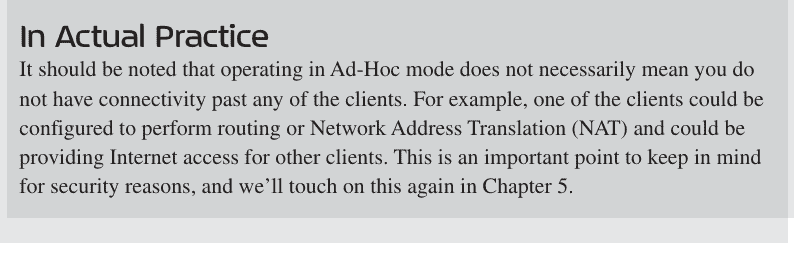 In Actual Practice
It should be noted that operating in Ad-Hoc mode does not necessarily mean you do
not have connectivity past any of the clients. For example, one of the clients could be
configured to perform routing or Network Address Translation (NAT) and could be
providing Internet access for other clients. This is an important point to keep in mind
for security reasons, and we’ll touch on this again in Chapter 5.